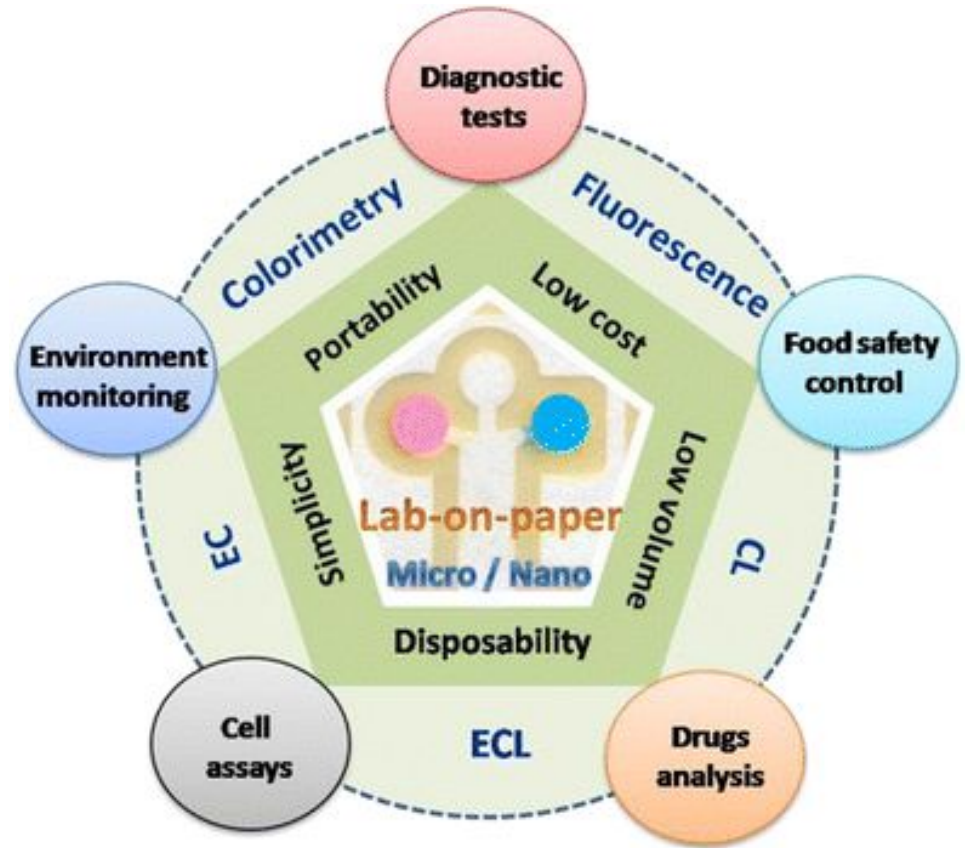 Diagnostic
tests
Colorimetry
Fluorescence
Portability
Low cost
Environment
monitoring
Food safety
control
Simplicity
Low volume
Lab-on-paper
Micro / Nano
EC
CL
Disposability
Cell
assays
ECL
Drugs
analysis